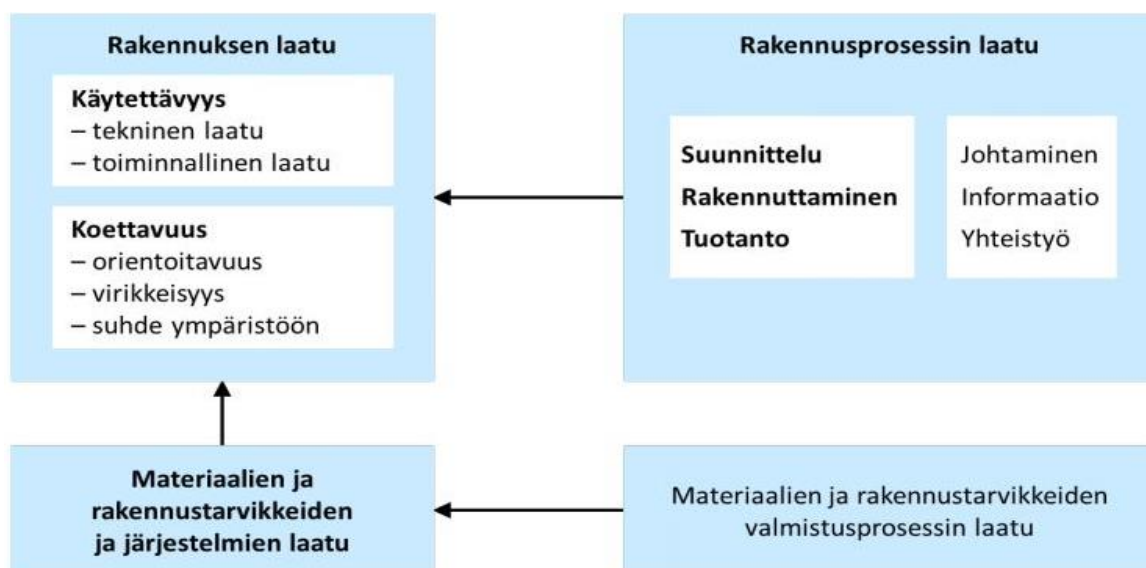 Rakennuksen laatu
Käytettävyys
– tekninen laatu
– toiminnallinen laatu
Koettavuus
– orientoitavuus
– virikkeisyys
– suhde ympäristöön
Rakennusprosessin laatu
Suunnittelu
Rakennuttaminen
Tuotanto
Johtaminen
Informaatio
Yhteistyö
Materiaalien ja
rakennustarvikkeiden
ja järjestelmien laatu
Materiaalien ja rakennustarvikkeiden
valmistusprosessin laatu